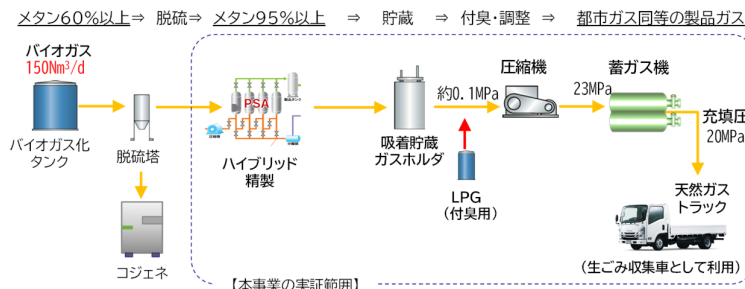 メタン60%以上⇒ 脱硫⇒ メタン95%以上 ⇒ 貯蔵 ⇒ 付臭・調整 ⇒ 都市ガス同等の製品ガス
バイオガス
150Nm³/d
バイオガス化
タンク
脱硫塔
コジェネ
PSA
ハイブリッド
精製
吸着貯蔵
ガスホルダ
約0.1MPa
LPG
(付臭用)
圧縮機
23MPa
蓄ガス機
充填圧
20MPa
天然ガス
トラック
(生ごみ収集車として利用)
【本事業の実証範囲】